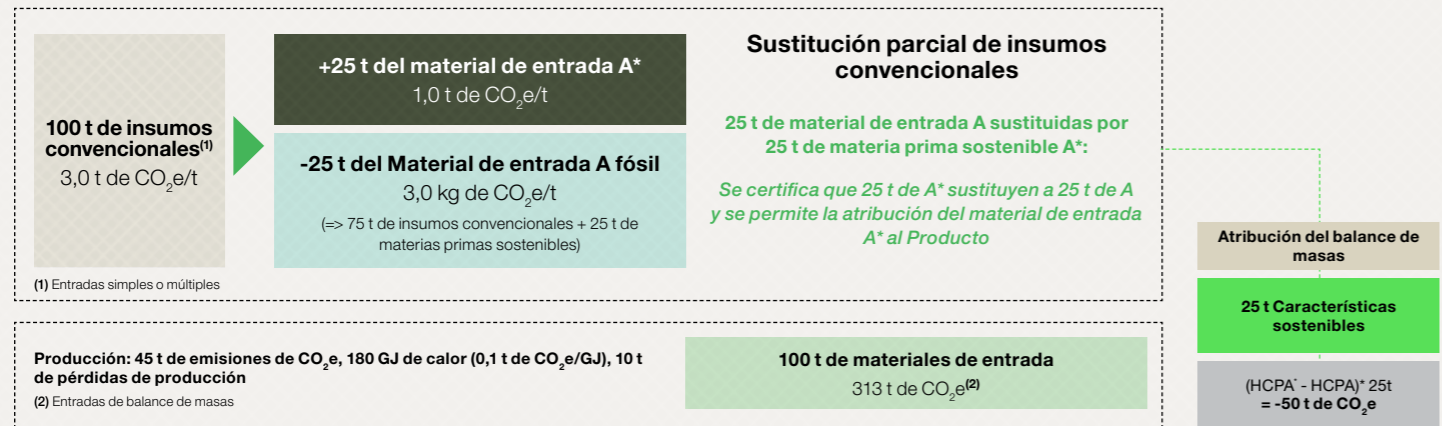 100 t de insumos
convencionales(1)
3,0 t de CO2e/t
+25 t del material de entrada A*
1,0 t de CO2e/t
-25 t del Material de entrada A fósil
3,0 kg de CO2e/t
(=> 75 t de insumos convencionales + 25 t de
materias primas sostenibles)
Sustitución parcial de insumos
convencionales
25 t de material de entrada A sustituidas por
25 t de materia prima sostenible A*:
Se certifica que 25 t de A* sustituyen a 25 t de A
y se permite la atribución del material de entrada
A* al Producto
(1) Entradas simples o múltiples
Atribución del balance de
masas
25 t Características
sostenibles
(HCPA* - HCPA)* 25t
= -50 t de CO2e
Producción: 45 t de emisiones de CO2e, 180 GJ de calor (0,1 t de CO2e/GJ), 10 t
de pérdidas de producción
(2) Entradas de balance de masas
100 t de materiales de entrada
313 t de CO2e(2)